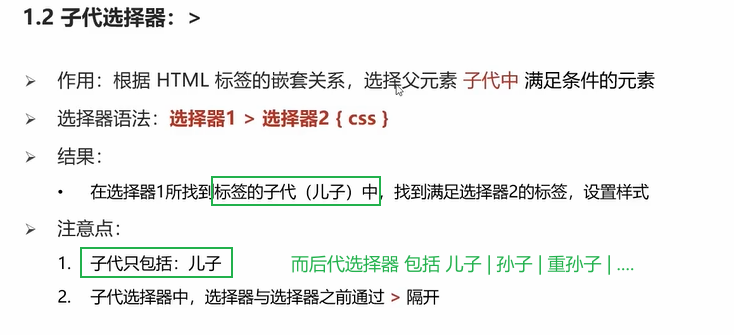 1.2 子代选择器：>
➢ 作用：根据 HTML 标签的嵌套关系，选择父元素 子代中 满足条件的元素
➢ 选择器语法：选择器1 > 选择器2 { css }
➢ 结果：
• 在选择器1所找到标签的子代（儿子）中，找到满足选择器2的标签，设置样式
➢ 注意点：
1. 子代只包括：儿子 而后代选择器 包括 儿子 | 孙子 | 重孙子 | ....
2. 子代选择器中，选择器与选择器之前通过 > 隔开